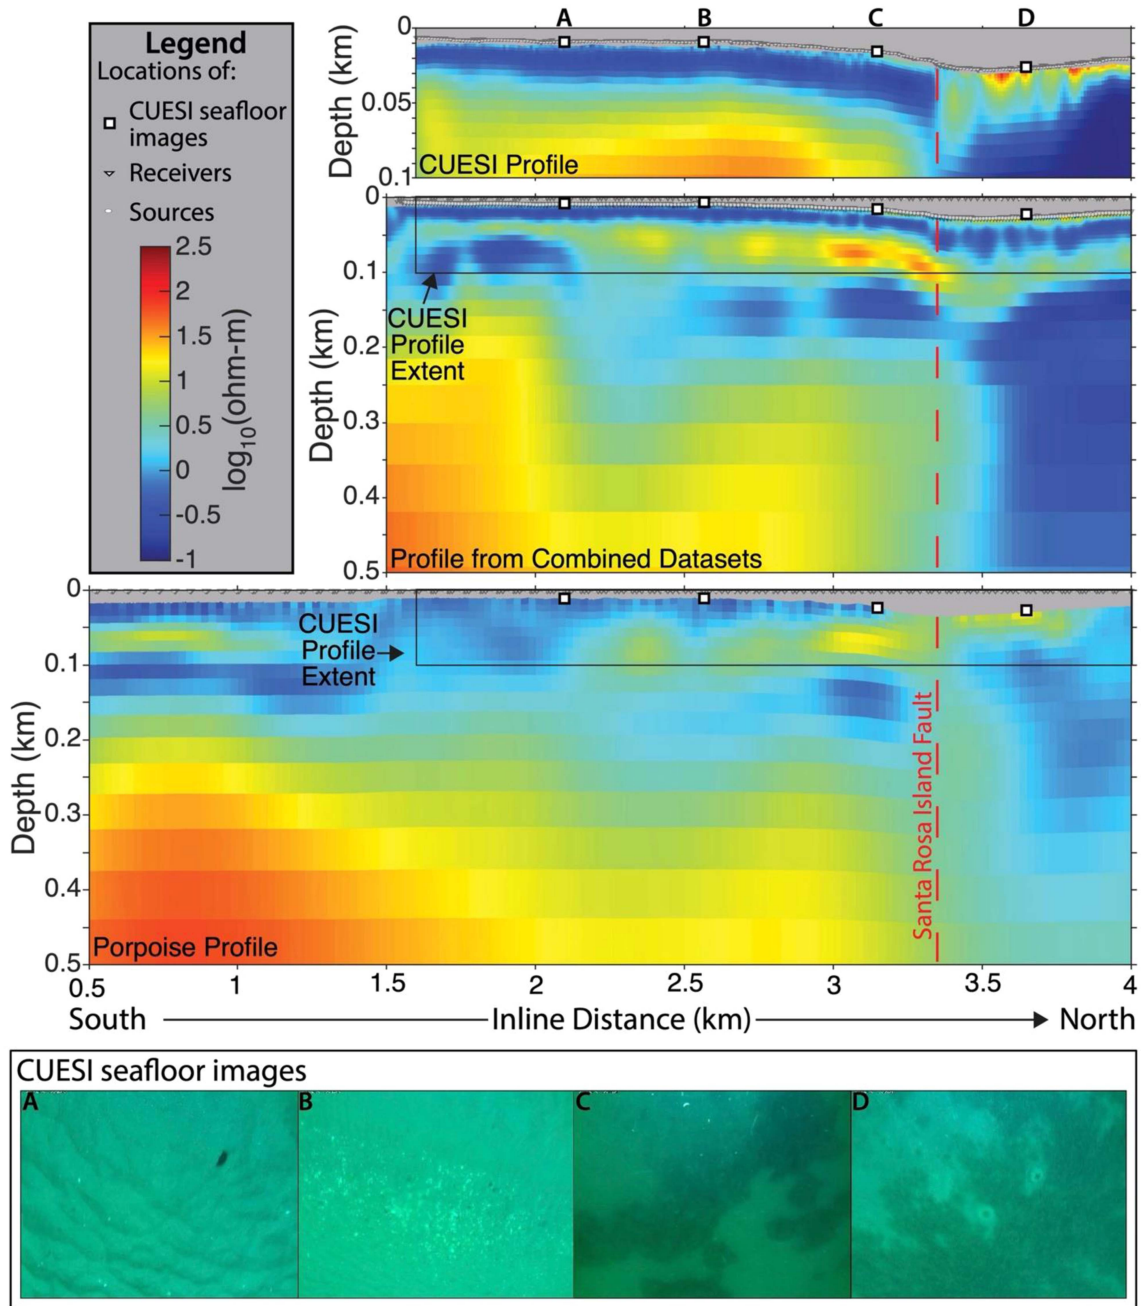 Legend
Locations of:
CUESI seafloor
images
Receivers
Sources
2.5
2
1.5
1
0.5
0
-0.5
-1
log10(ohm-m)
A
B
C
D
0
0.05
0.1
Depth (km)
CUESI Profile
0
0.1
0.2
0.3
0.4
0.5
Depth (km)
CUESI
Profile
Extent
Profile from Combined Datasets
0
0.1
0.2
0.3
0.4
0.5
Depth (km)
CUESI
Profile
Extent
Santa Rosa Island Fault
Porpoise Profile
0.5
1
1.5
2
2.5
3
3.5
4
South
Inline Distance (km)
North
CUESI seafloor images
A
B
C
D